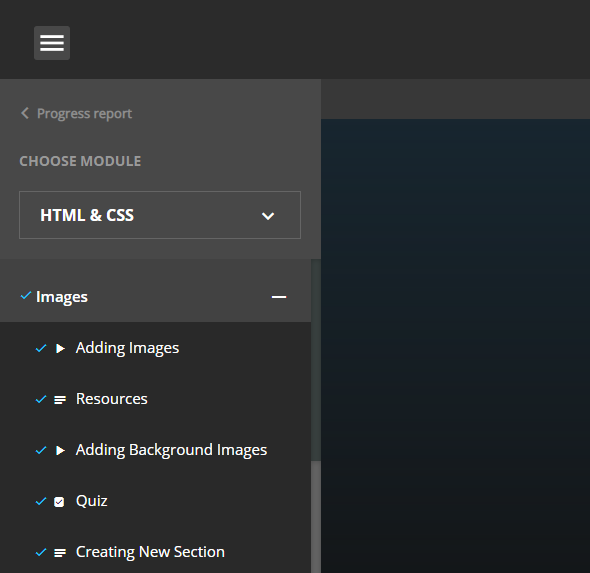 Progress report
CHOOSE MODULE
HTML & CSS
Images
Adding Images
Resources
Adding Background Images
Quiz
Creating New Section